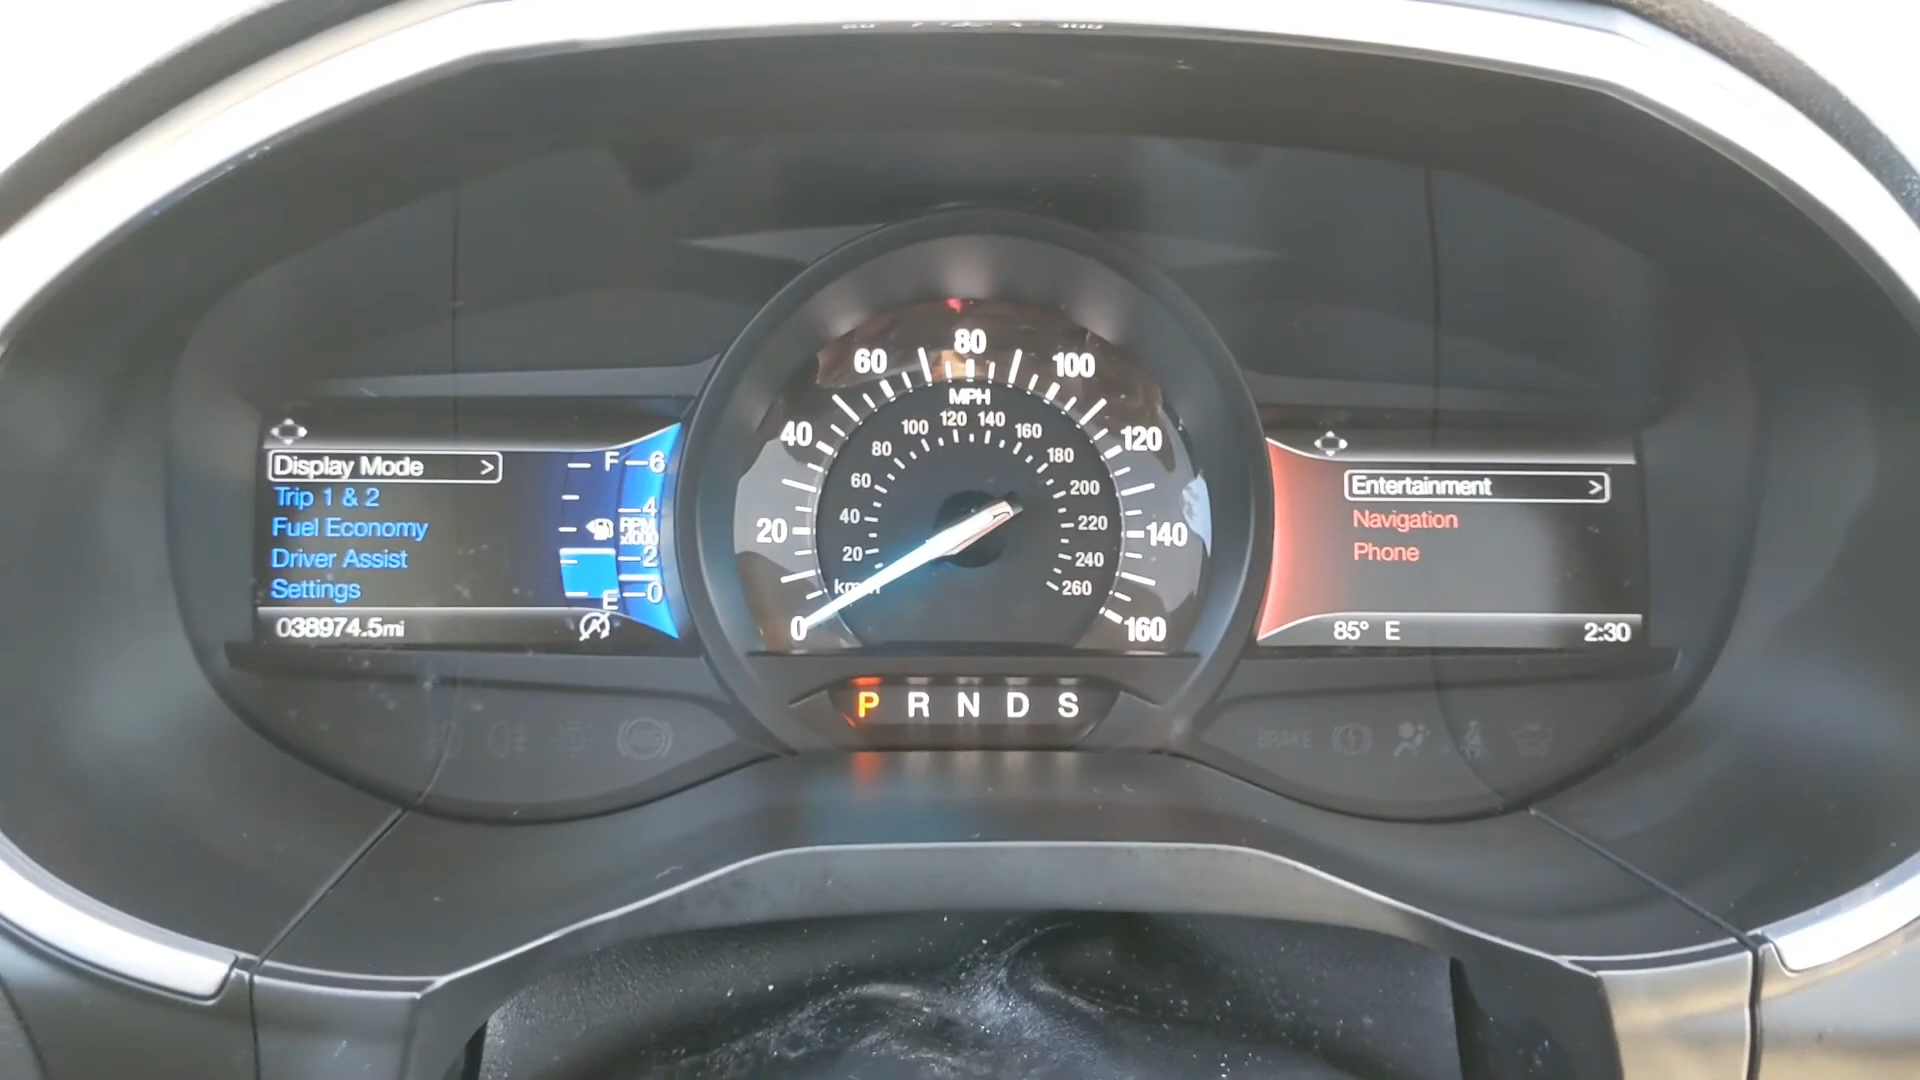 Display Mode >
Trip 1 & 2
Fuel Economy
Driver Assist
Settings
038974.5mi
F 6
4
RPM
x1000
2
E 0
0 20 40 60 80 100 120 140 160
MPH
20 40 60 80 100 120 140 160 180 200 220 240 260
P R N D S
Entertainment >
Navigation
Phone
85° E 2:30
BRAKE